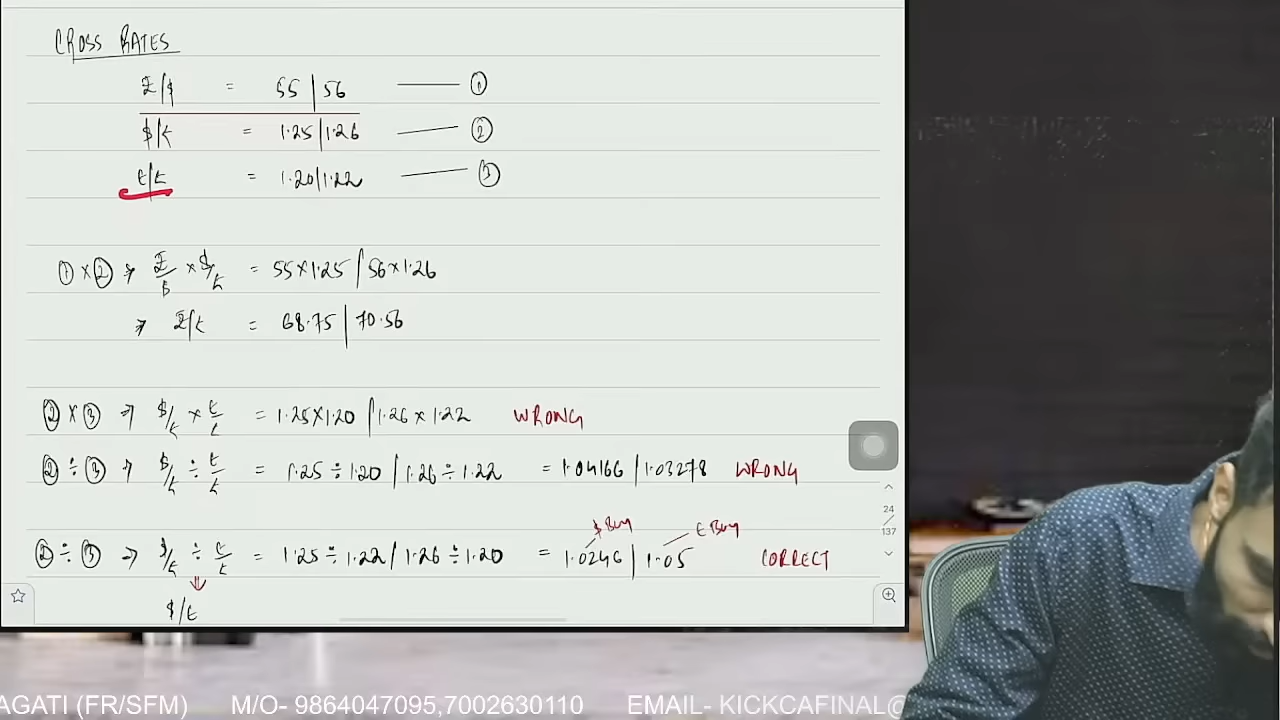 CROSS RATES
₹/$ = 55 | 56 ——— ①
$/£ = 1.25 | 1.26 ——— ②
€/£ = 1.20 | 1.22 ——— ③
① × ② ⇒ ₹/$ × $/£ = 55 × 1.25 | 56 × 1.26
⇒ ₹/£ = 68.75 | 70.56
② × ③ ⇒ $/£ × €/£ = 1.25 × 1.20 | 1.26 × 1.22 WRONG
② ÷ ③ ⇒ $/£ ÷ €/£ = 1.25 ÷ 1.20 | 1.26 ÷ 1.22 = 1.04166 | 1.03278 WRONG
$ Buy € Buy
② ÷ ③ ⇒ $/£ ÷ €/£ = 1.25 ÷ 1.22 | 1.26 ÷ 1.20 = 1.0246 | 1.05 CORRECT
$/€
24
137
AGATI (FR/SFM) M/O- 9864047095,7002630110 EMAIL- KICKCAFINAL@